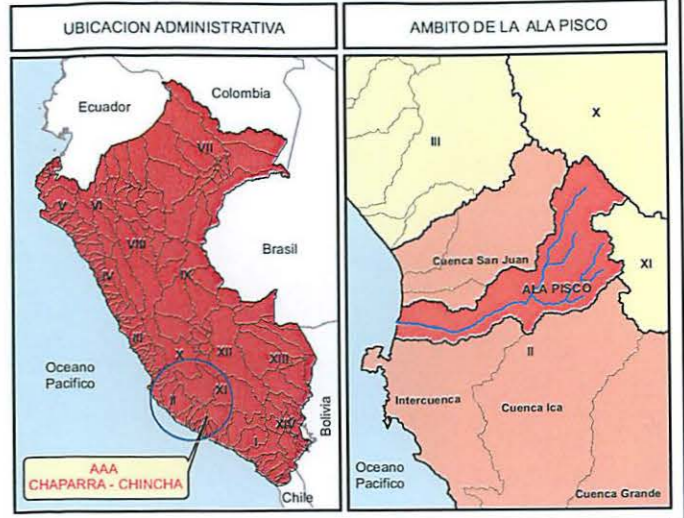 UBICACION ADMINISTRATIVA
Ecuador
Colombia
VII
V
VI
VIII
Brasil
IV
IX
III
X
XII
XIII
Oceano
Pacifico
II
XI
XIV
Bolivia
I
AAA
CHAPARRA - CHINCHA
Chile
AMBITO DE LA ALA PISCO
X
III
Cuenca San Juan
XI
ALA PISCO
II
Intercuenca
Cuenca Ica
Oceano
Pacifico
Cuenca Grande